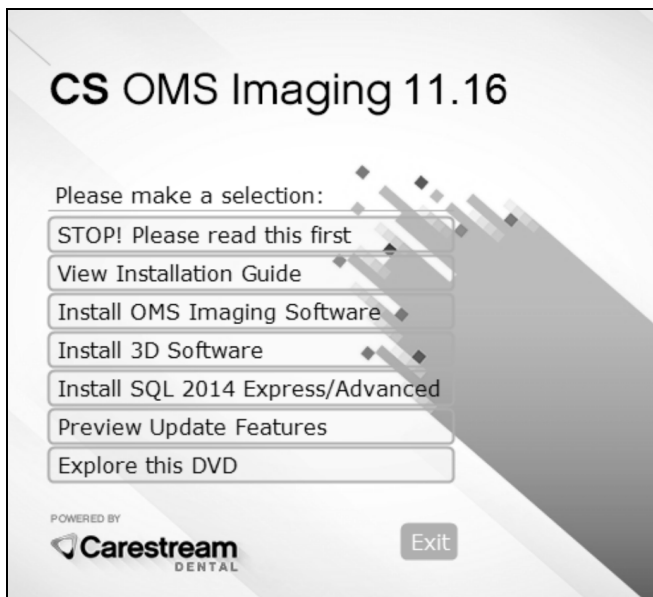 CS OMS Imaging 11.16
Please make a selection:
STOP! Please read this first
View Installation Guide
Install OMS Imaging Software
Install 3D Software
Install SQL 2014 Express/Advanced
Preview Update Features
Explore this DVD
POWERED BY
Carestream
DENTAL
Exit